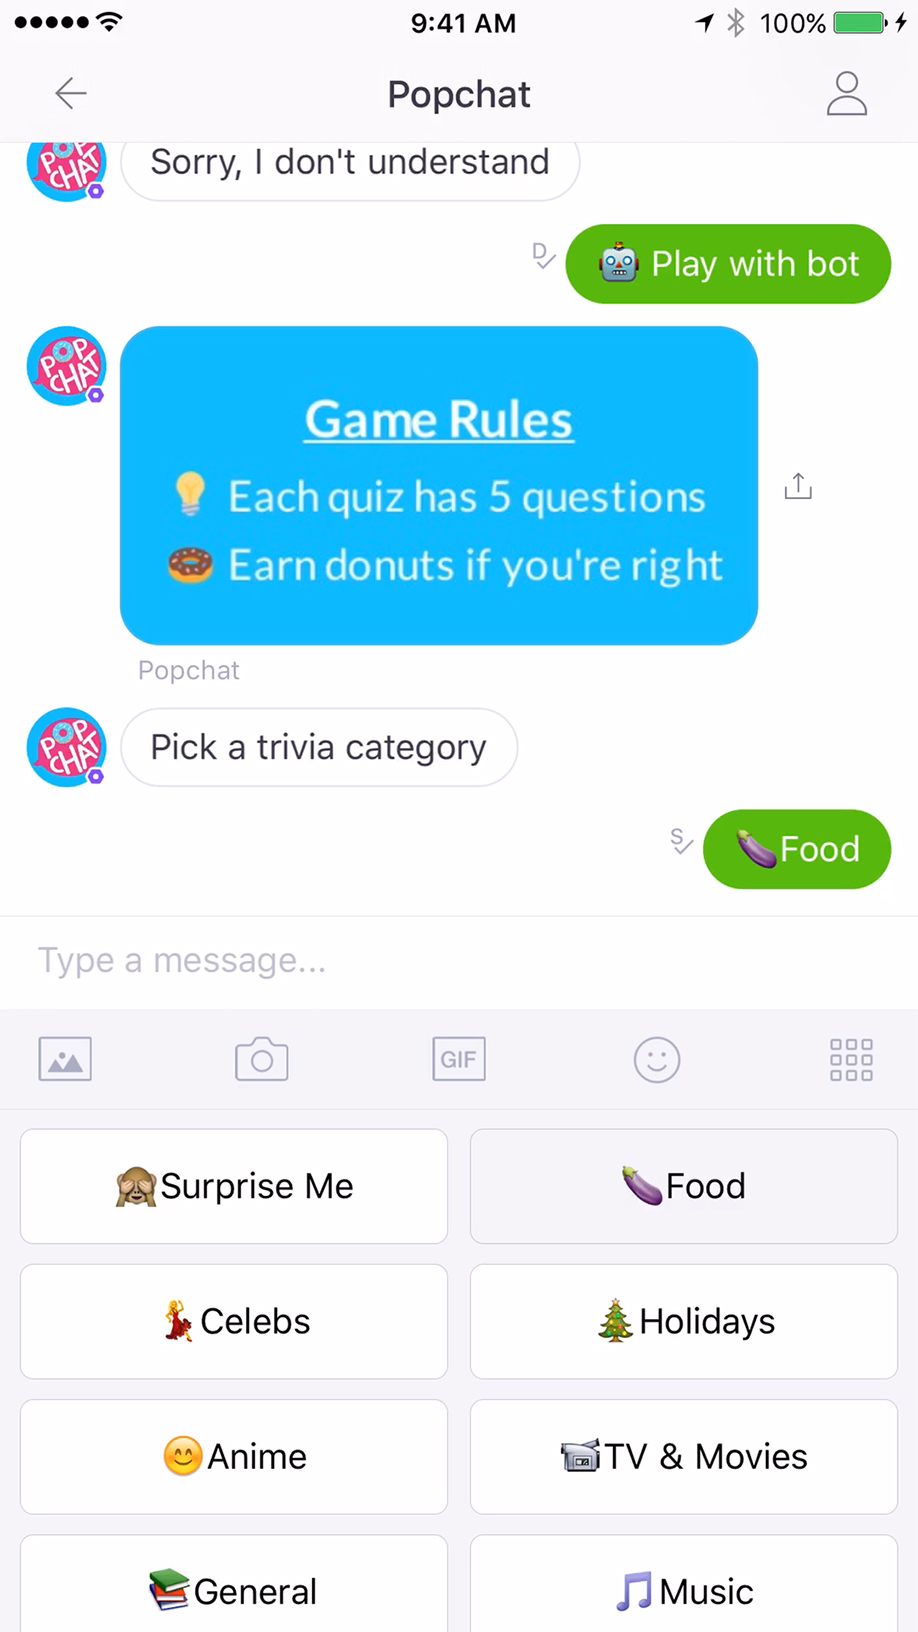 9:41 AM
100%
Popchat
POP CHAT
Sorry, I don't understand
D
Play with bot
POP CHAT
Game Rules
Each quiz has 5 questions
Earn donuts if you're right
Popchat
POP CHAT
Pick a trivia category
S
Food
Type a message...
GIF
Surprise Me
Food
Celebs
Holidays
Anime
TV & Movies
General
Music